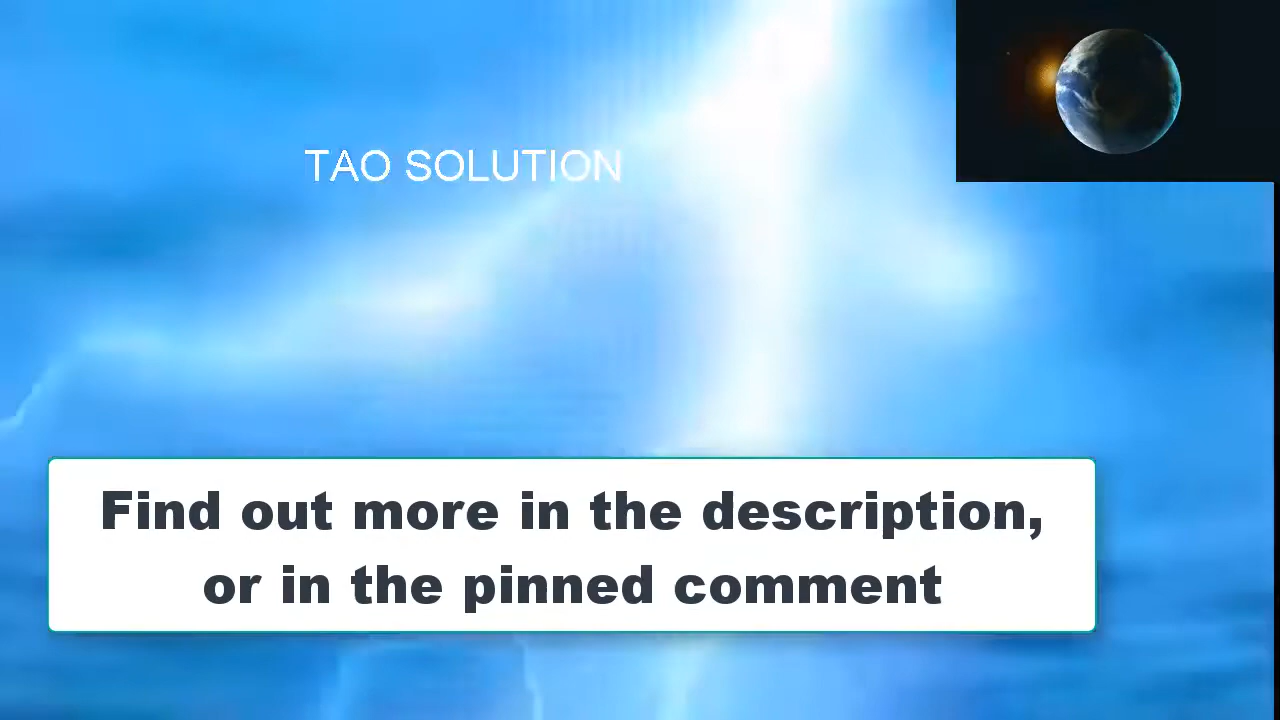 TAO SOLUTION
Find out more in the description,
or in the pinned comment